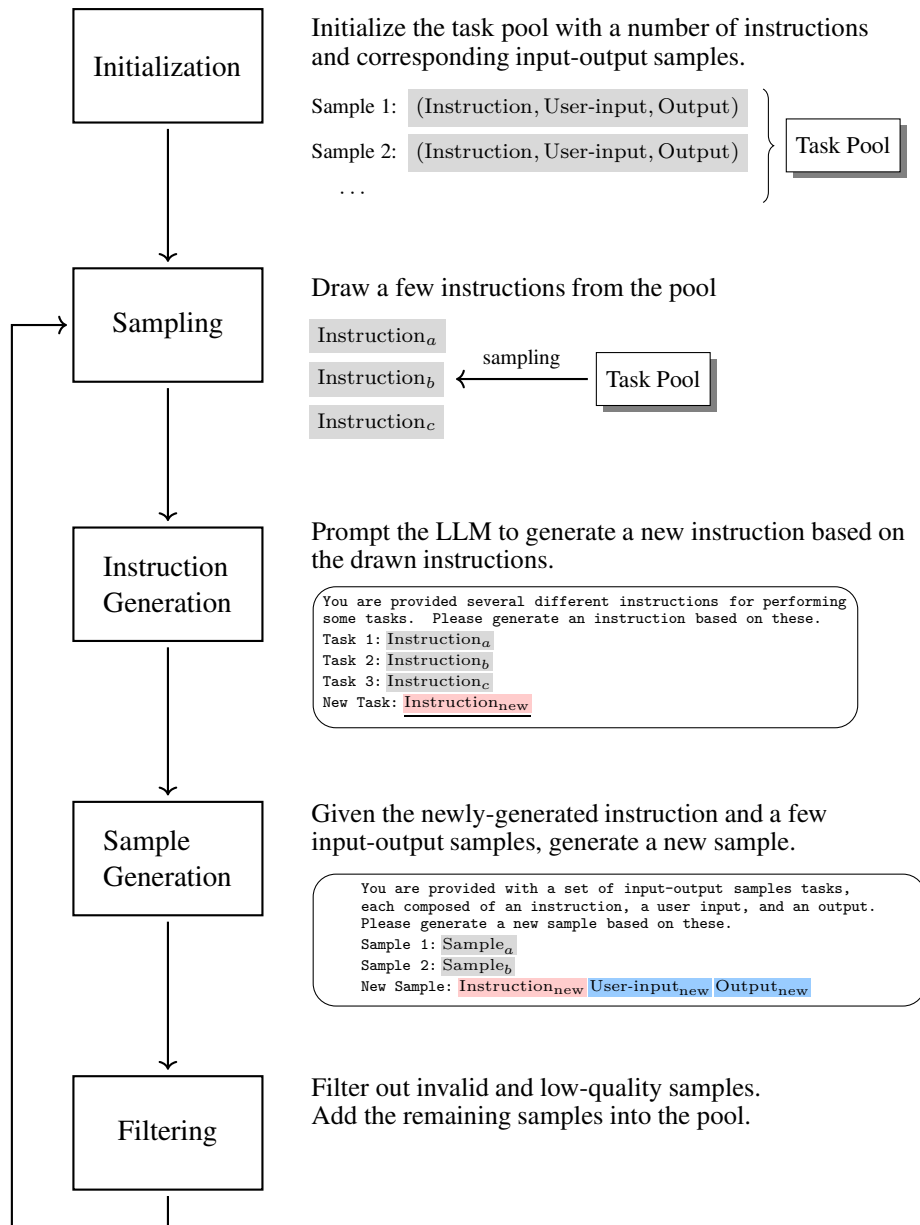 Initialization
Initialize the task pool with a number of instructions
and corresponding input-output samples.
Sample 1: (Instruction, User-input, Output)
Sample 2: (Instruction, User-input, Output)
...
Task Pool
Sampling
Draw a few instructions from the pool
Instruction_a
Instruction_b
Instruction_c
sampling
Task Pool
Instruction
Generation
Prompt the LLM to generate a new instruction based on
the drawn instructions.
You are provided several different instructions for performing
some tasks. Please generate an instruction based on these.
Task 1: Instruction_a
Task 2: Instruction_b
Task 3: Instruction_c
New Task: Instruction_new
Sample
Generation
Given the newly-generated instruction and a few
input-output samples, generate a new sample.
You are provided with a set of input-output samples tasks,
each composed of an instruction, a user input, and an output.
Please generate a new sample based on these.
Sample 1: Sample_a
Sample 2: Sample_b
New Sample: Instruction_new User-input_new Output_new
Filtering
Filter out invalid and low-quality samples.
Add the remaining samples into the pool.